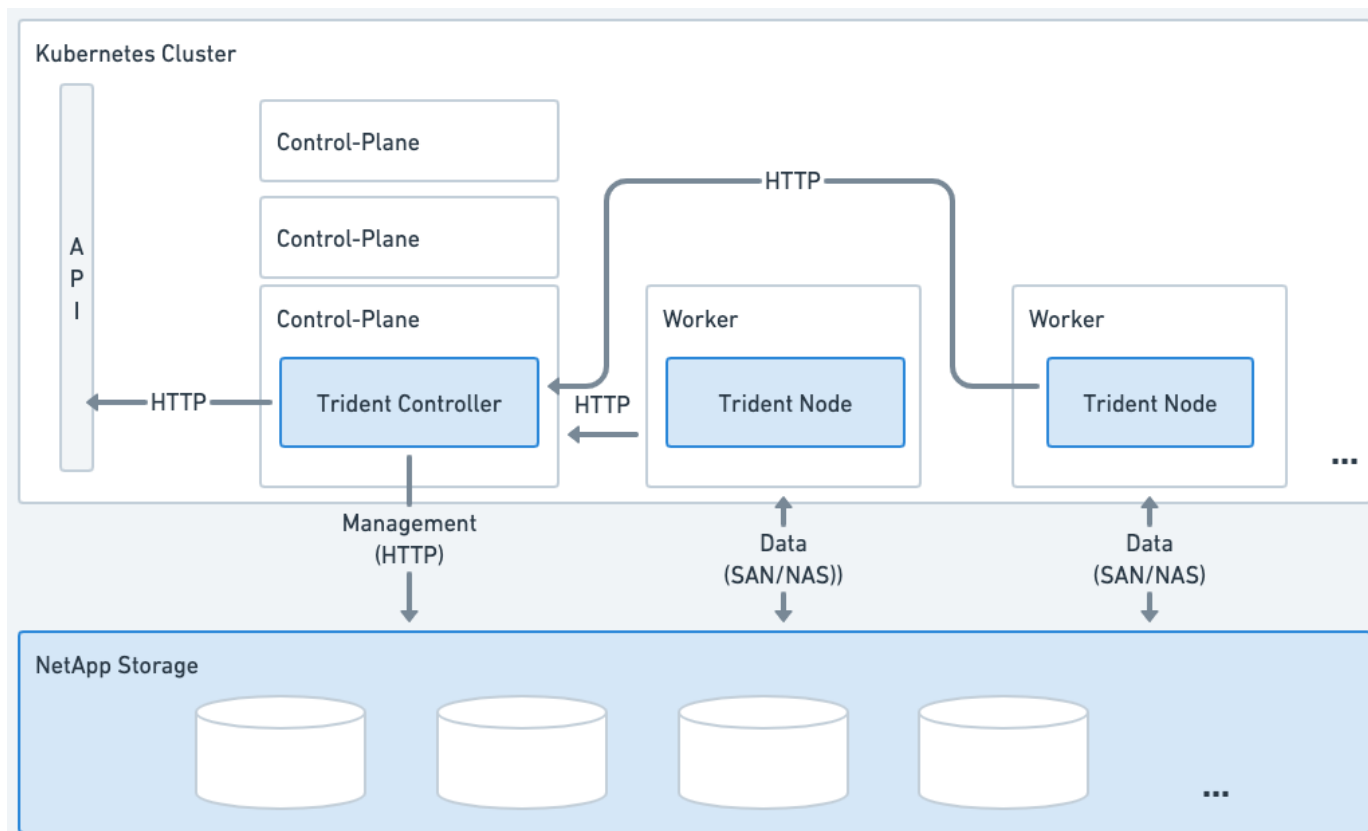 Kubernetes Cluster
A
P
I
Control-Plane
Control-Plane
Control-Plane
Trident Controller
HTTP
HTTP
HTTP
Worker
Trident Node
Worker
Trident Node
...
Management
(HTTP)
Data
(SAN/NAS))
Data
(SAN/NAS)
NetApp Storage
...